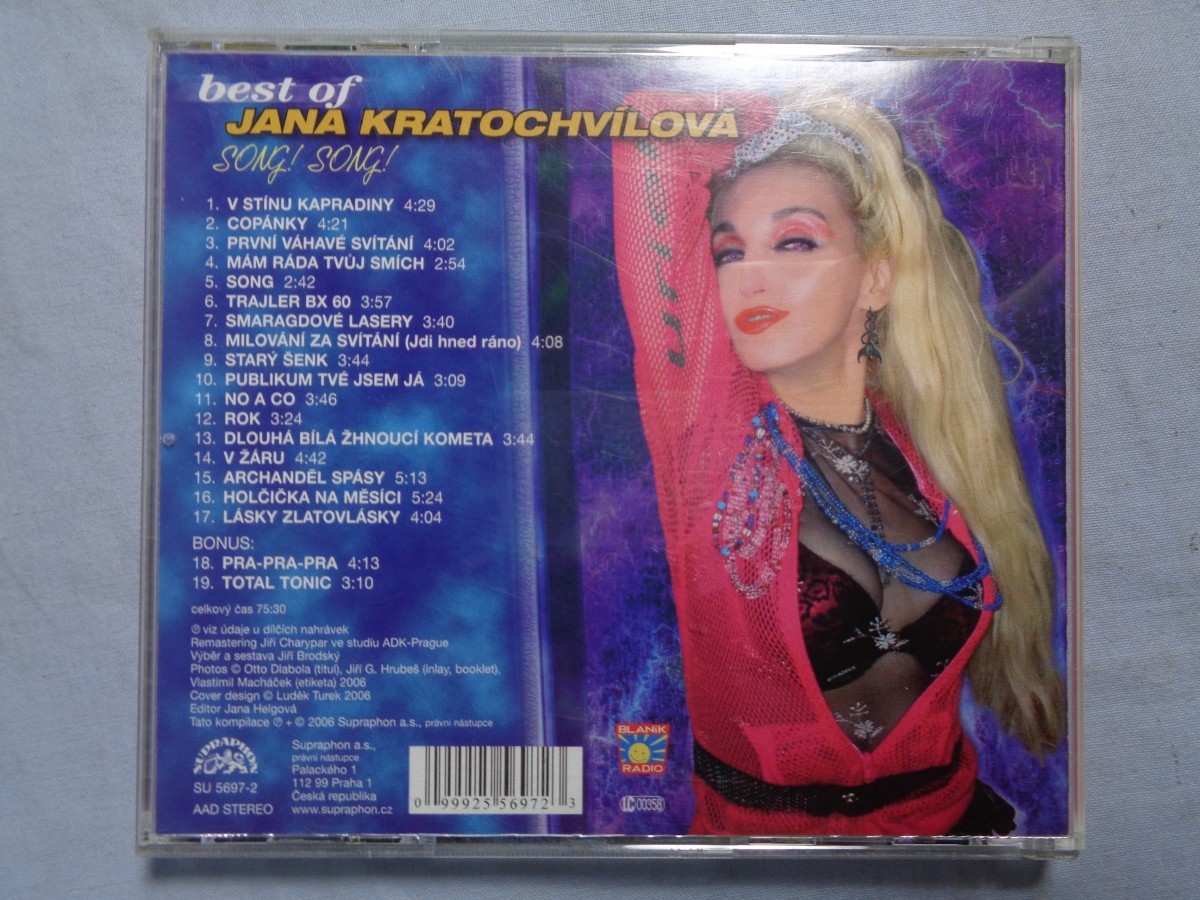 best of
JANA KRATOCHVÍLOVÁ
SONG! SONG!
1. V STÍNU KAPRADINY 4:29
2. COPÁNKY 4:21
3. PRVNÍ VÁHAVÉ SVÍTÁNÍ 4:02
4. MÁM RÁDA TVŮJ SMÍCH 2:54
5. SONG 2:42
6. TRAJLER BX 60 3:57
7. SMARAGDOVÉ LASERY 3:40
8. MILOVÁNÍ ZA SVÍTÁNÍ (Jdi hned ráno) 4:08
9. STARÝ ŠENK 3:44
10. PUBLIKUM TVÉ JSEM JÁ 3:09
11. NO A CO 3:46
12. ROK 3:24
13. DLOUHÁ BÍLÁ ŽHNOUCÍ KOMETA 3:44
14. V ŽÁRU 4:42
15. ARCHANDĚL SPÁSY 5:13
16. HOLČIČKA NA MĚSÍCI 5:24
17. LÁSKY ZLATOVLÁSKY 4:04
BONUS:
18. PRA-PRA-PRA 4:13
19. TOTAL TONIC 3:10
celkový čas 75:30
℗ viz údaje u dílčích nahrávek
Remastering Jiří Charypar ve studiu ADK-Prague
Výběr a sestava Jiří Brodský
Photos © Otto Dlabola (titul), Jiří G. Hrubeš (inlay, booklet),
Vlastimil Macháček (etiketa) 2006
Cover design © Luděk Turek 2006
Editor Jana Helgová
Tato kompilace ℗ + © 2006 Supraphon a.s., právní nástupce
SUPRAPHON
SU 5697-2
AAD STEREO
Supraphon a.s.,
právní nástupce
Palackého 1
112 99 Praha 1
Česká republika
www.supraphon.cz
0 99925 56972 3
BLANÍK
RADIO
LC 00358